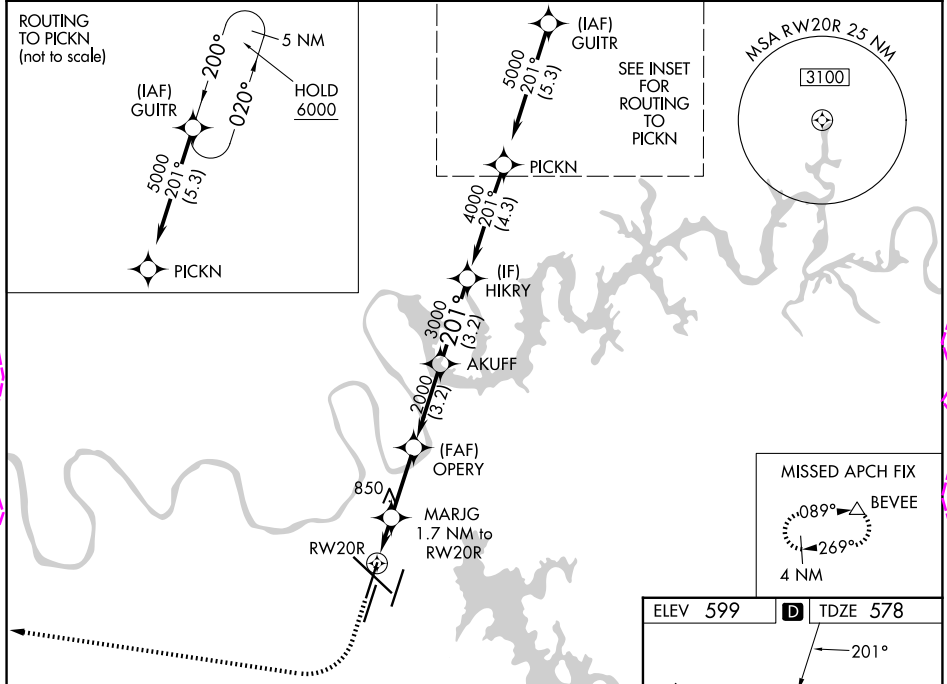 ROUTING
TO PICKN
(not to scale)
5 NM
200°
020°
HOLD
6000
(IAF)
GUITR
5000
201°
(5.3)
PICKN
(IAF)
GUITR
5000
201°
(5.3)
SEE INSET
FOR
ROUTING
TO
PICKN
PICKN
MSA RW20R 25 NM
3100
4000
201°
(4.3)
(IF)
HIKRY
3000
201°
(3.2)
AKUFF
2000
(3.2)
(FAF)
OPERY
850
MARJG
1.7 NM to
RW20R
RW20R
MISSED APCH FIX
BEVEE
089°
269°
4 NM
ELEV 599 D TDZE 578
201°